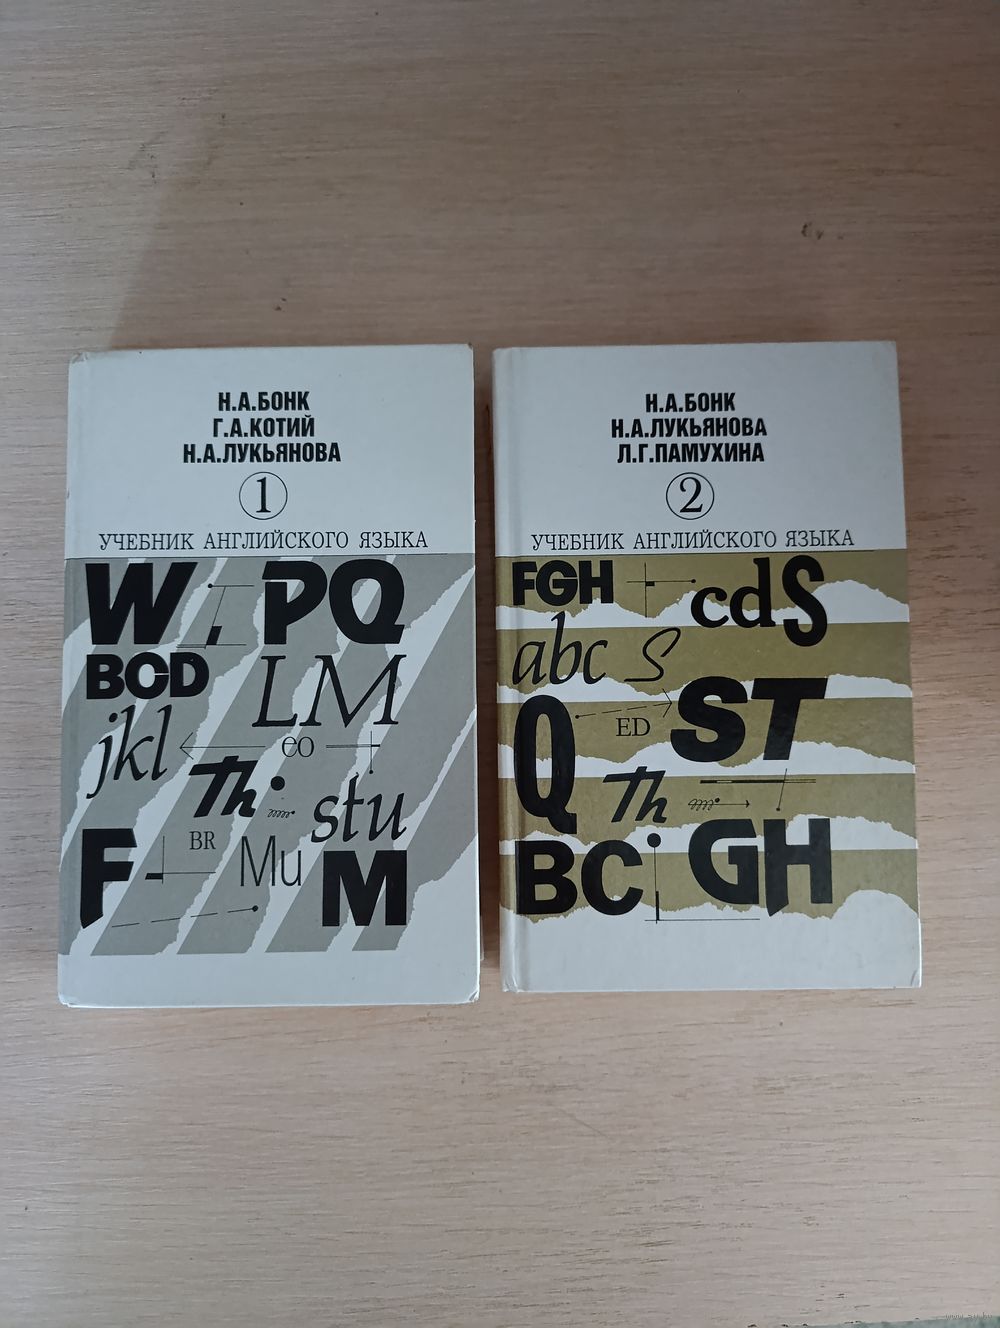 Н.А.БОНК
Г.А.КОТИЙ
Н.А.ЛУКЬЯНОВА
1
УЧЕБНИК АНГЛИЙСКОГО ЯЗЫКА
W PQ
BCD LM
jkl eo
Th stu
F BR Mu M
Н.А.БОНК
Н.А.ЛУКЬЯНОВА
Л.Г.ПАМУХИНА
2
УЧЕБНИК АНГЛИЙСКОГО ЯЗЫКА
FGH cdS
abc S
Q ED ST
Th
BC GH